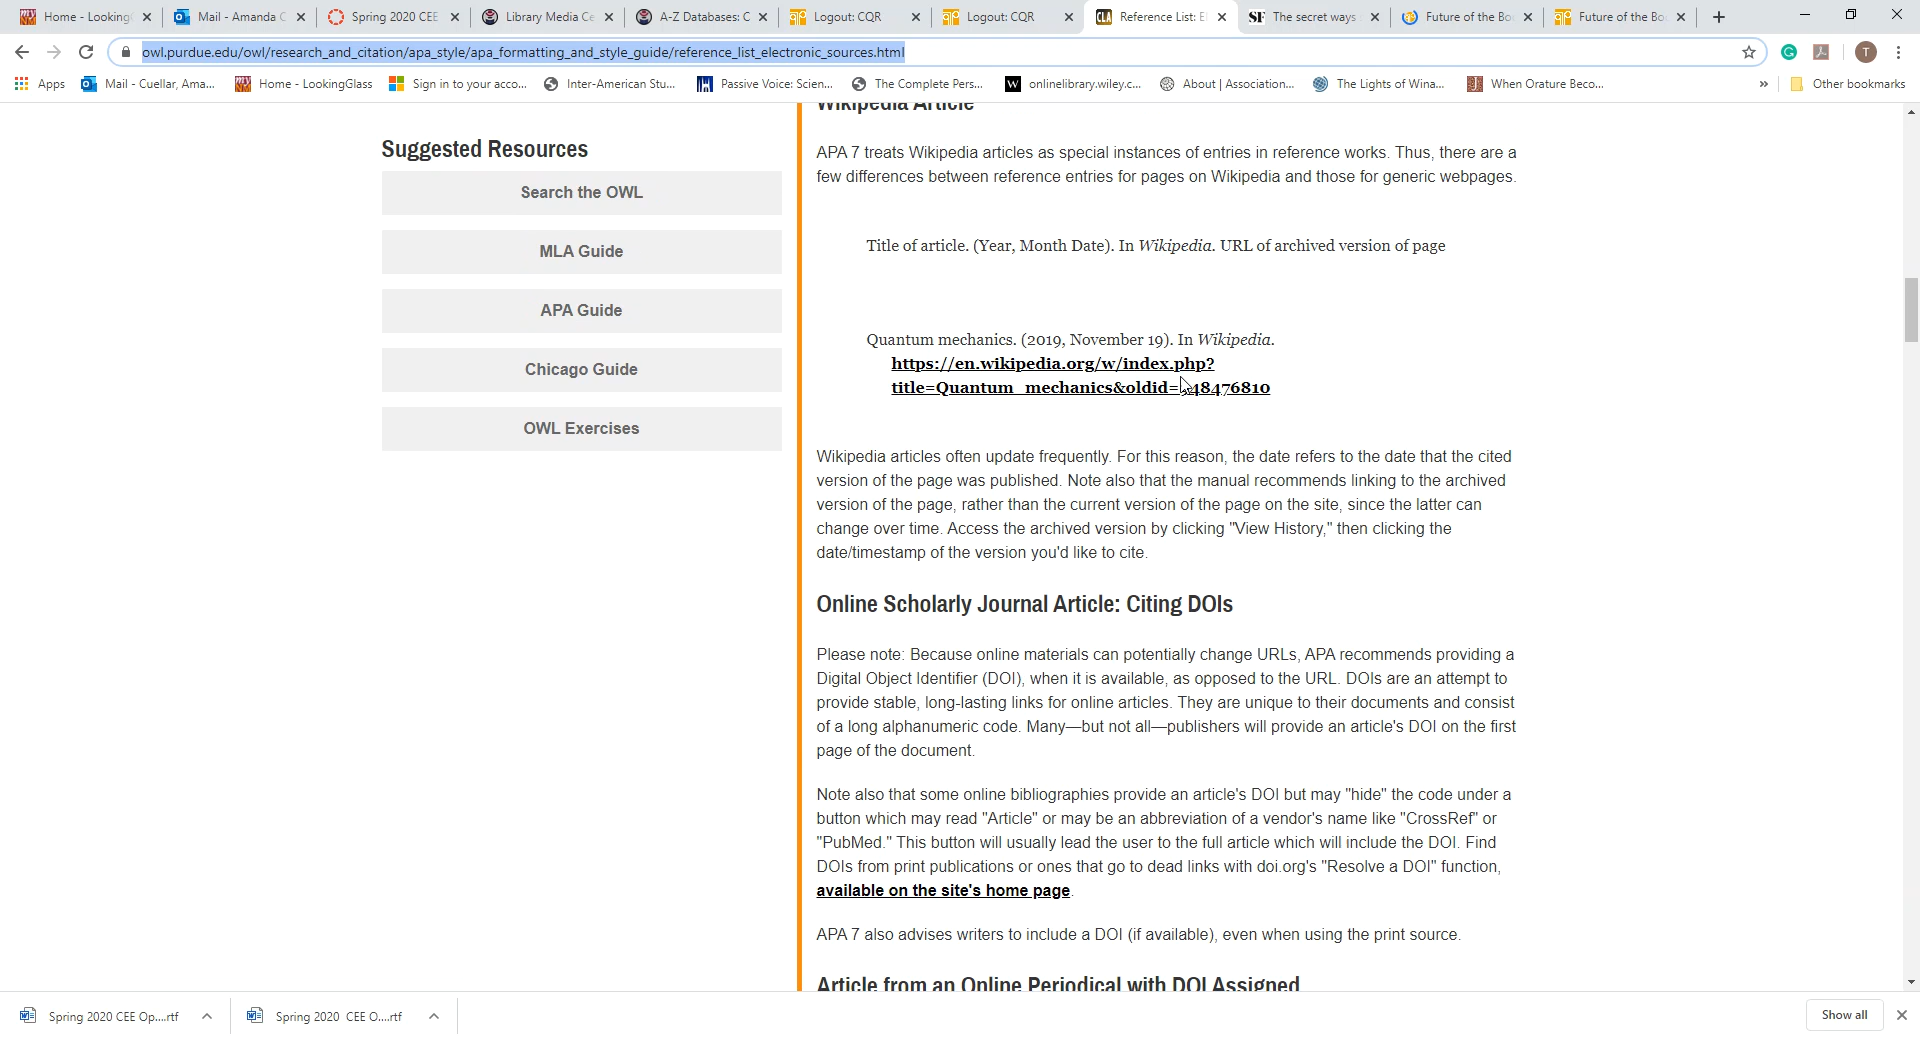 Home - Looking
Mail - Amanda C
Spring 2020 CEE
Library Media Ce
A-Z Databases: C
Logout: CQR
Logout: CQR
CLA
Reference List: El
SF
The secret ways
Future of the Bo
Future of the Bo
owl.purdue.edu/owl/research_and_citation/apa_style/apa_formatting_and_style_guide/reference_list_electronic_sources.html
T
Apps
Mail - Cuellar, Ama...
Home - LookingGlass
Sign in to your acco...
Inter-American Stu...
Passive Voice: Scien...
The Complete Pers...
W
onlinelibrary.wiley.c...
About | Association...
The Lights of Wina...
When Orature Beco...
»
Other bookmarks
Suggested Resources
Search the OWL
MLA Guide
APA Guide
Chicago Guide
OWL Exercises
Wikipedia Article
APA 7 treats Wikipedia articles as special instances of entries in reference works. Thus, there are a
few differences between reference entries for pages on Wikipedia and those for generic webpages.
Title of article. (Year, Month Date). In Wikipedia. URL of archived version of page
Quantum mechanics. (2019, November 19). In Wikipedia.
https://en.wikipedia.org/w/index.php?
title=Quantum_mechanics&oldid=948476810
Wikipedia articles often update frequently. For this reason, the date refers to the date that the cited
version of the page was published. Note also that the manual recommends linking to the archived
version of the page, rather than the current version of the page on the site, since the latter can
change over time. Access the archived version by clicking "View History," then clicking the
date/timestamp of the version you'd like to cite.
Online Scholarly Journal Article: Citing DOIs
Please note: Because online materials can potentially change URLs, APA recommends providing a
Digital Object Identifier (DOI), when it is available, as opposed to the URL. DOIs are an attempt to
provide stable, long-lasting links for online articles. They are unique to their documents and consist
of a long alphanumeric code. Many—but not all—publishers will provide an article's DOI on the first
page of the document.
Note also that some online bibliographies provide an article's DOI but may "hide" the code under a
button which may read "Article" or may be an abbreviation of a vendor's name like "CrossRef" or
"PubMed." This button will usually lead the user to the full article which will include the DOI. Find
DOIs from print publications or ones that go to dead links with doi.org's "Resolve a DOI" function,
available on the site's home page.
APA 7 also advises writers to include a DOI (if available), even when using the print source.
Article from an Online Periodical with DOI Assigned
Spring 2020 CEE Op....rtf
Spring 2020 CEE O....rtf
Show all